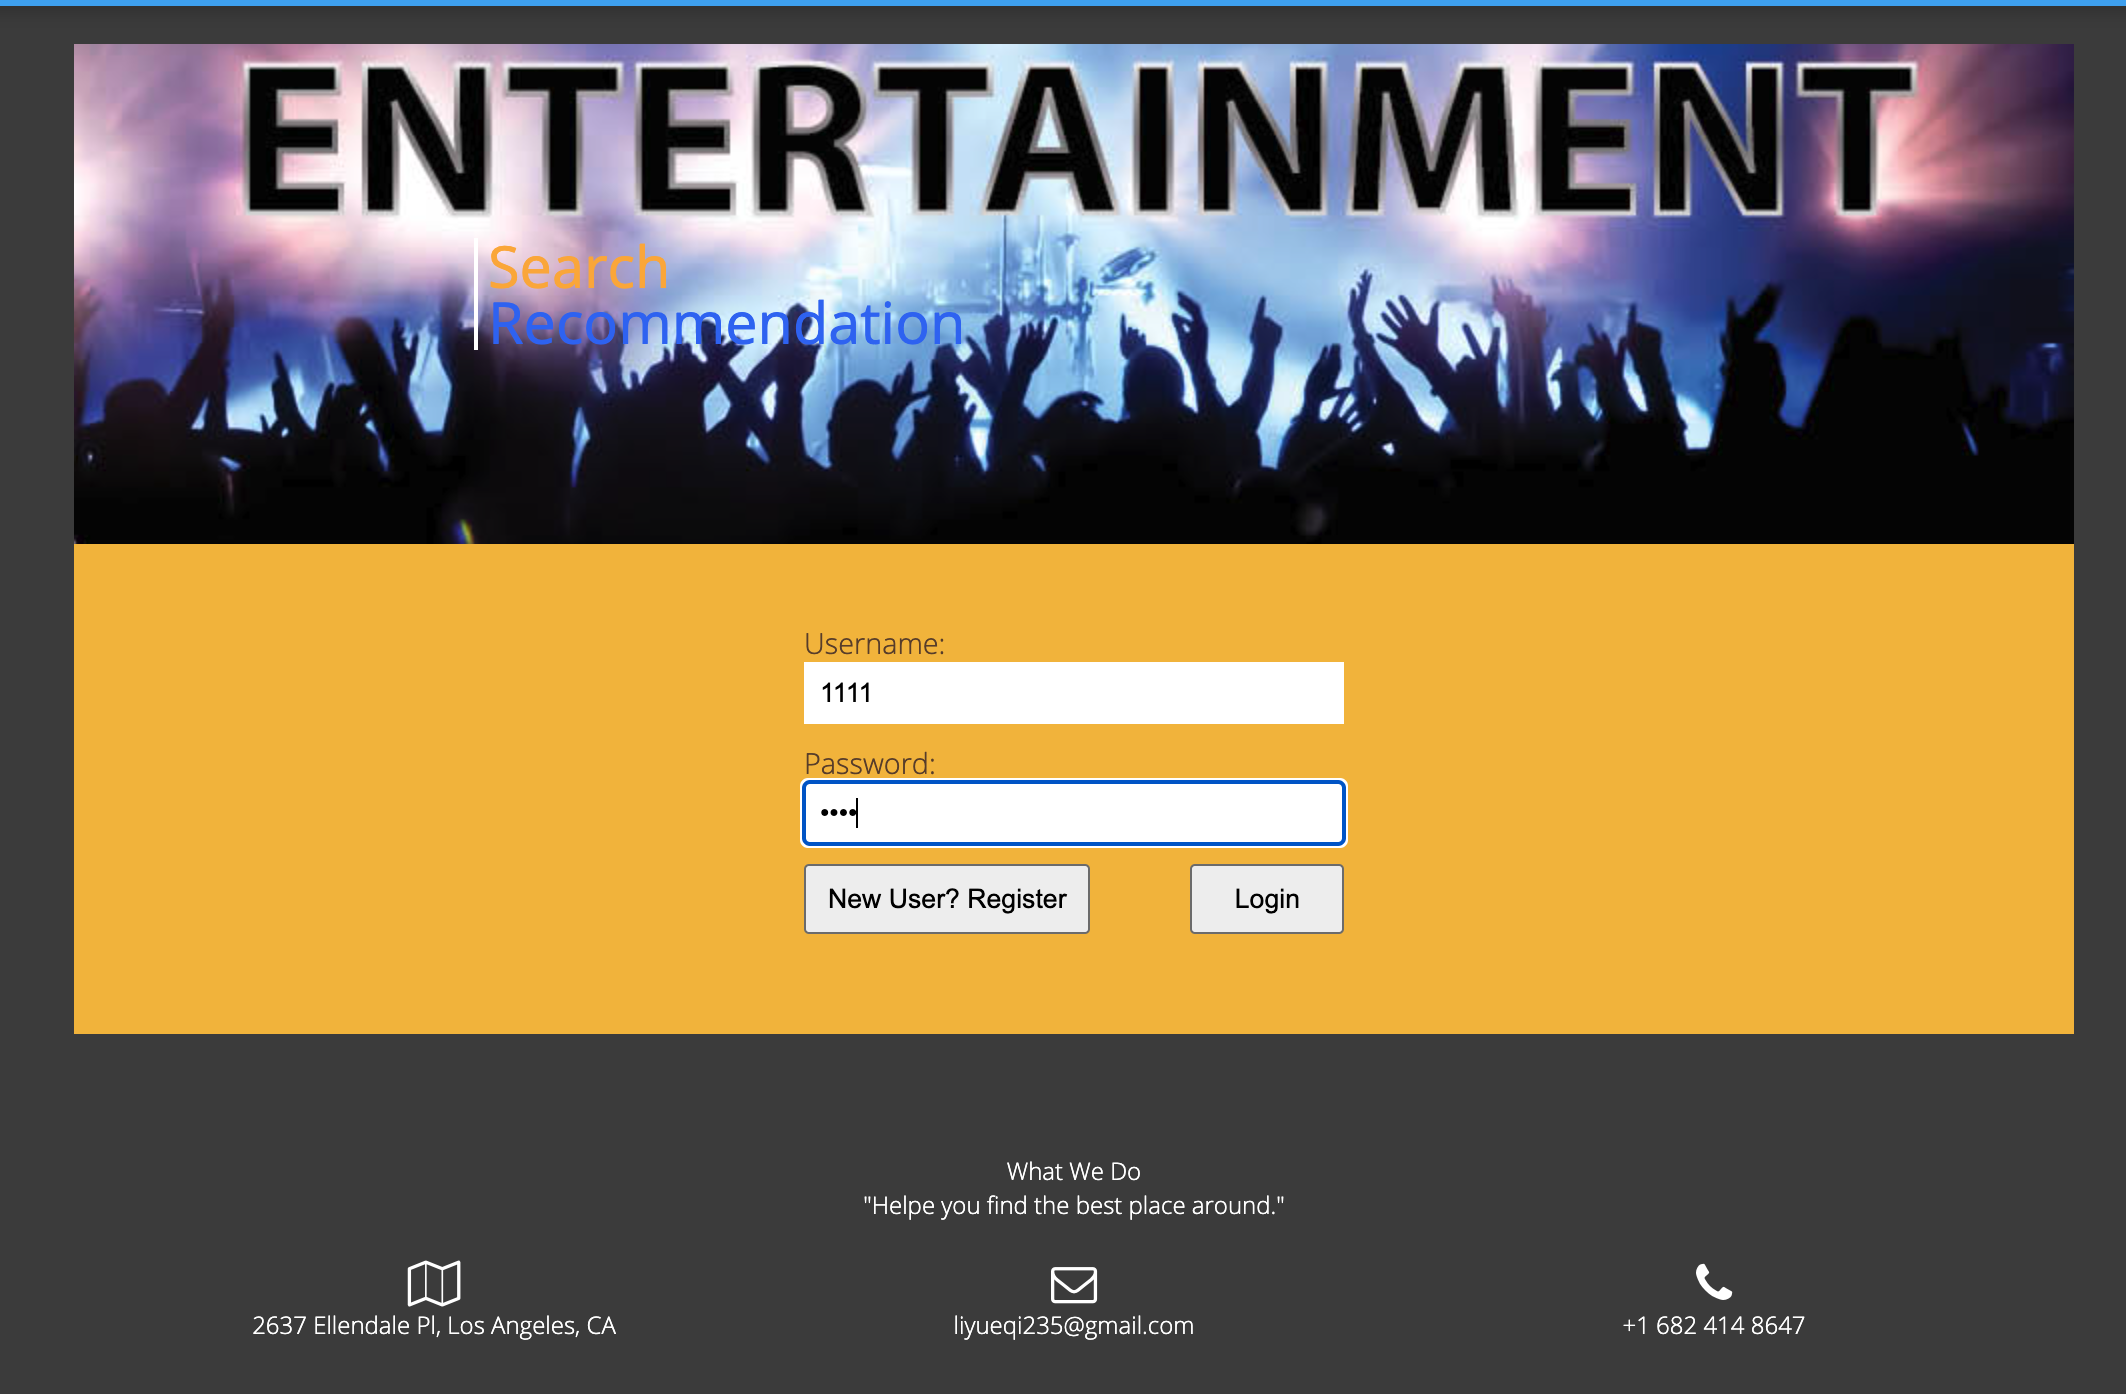 ENTERTAINMENT
Search
Recommendation
Username:
1111
Password:
••••
New User? Register
Login
What We Do
"Helpe you find the best place around."
2637 Ellendale Pl, Los Angeles, CA
liyueqi235@gmail.com
+1 682 414 8647